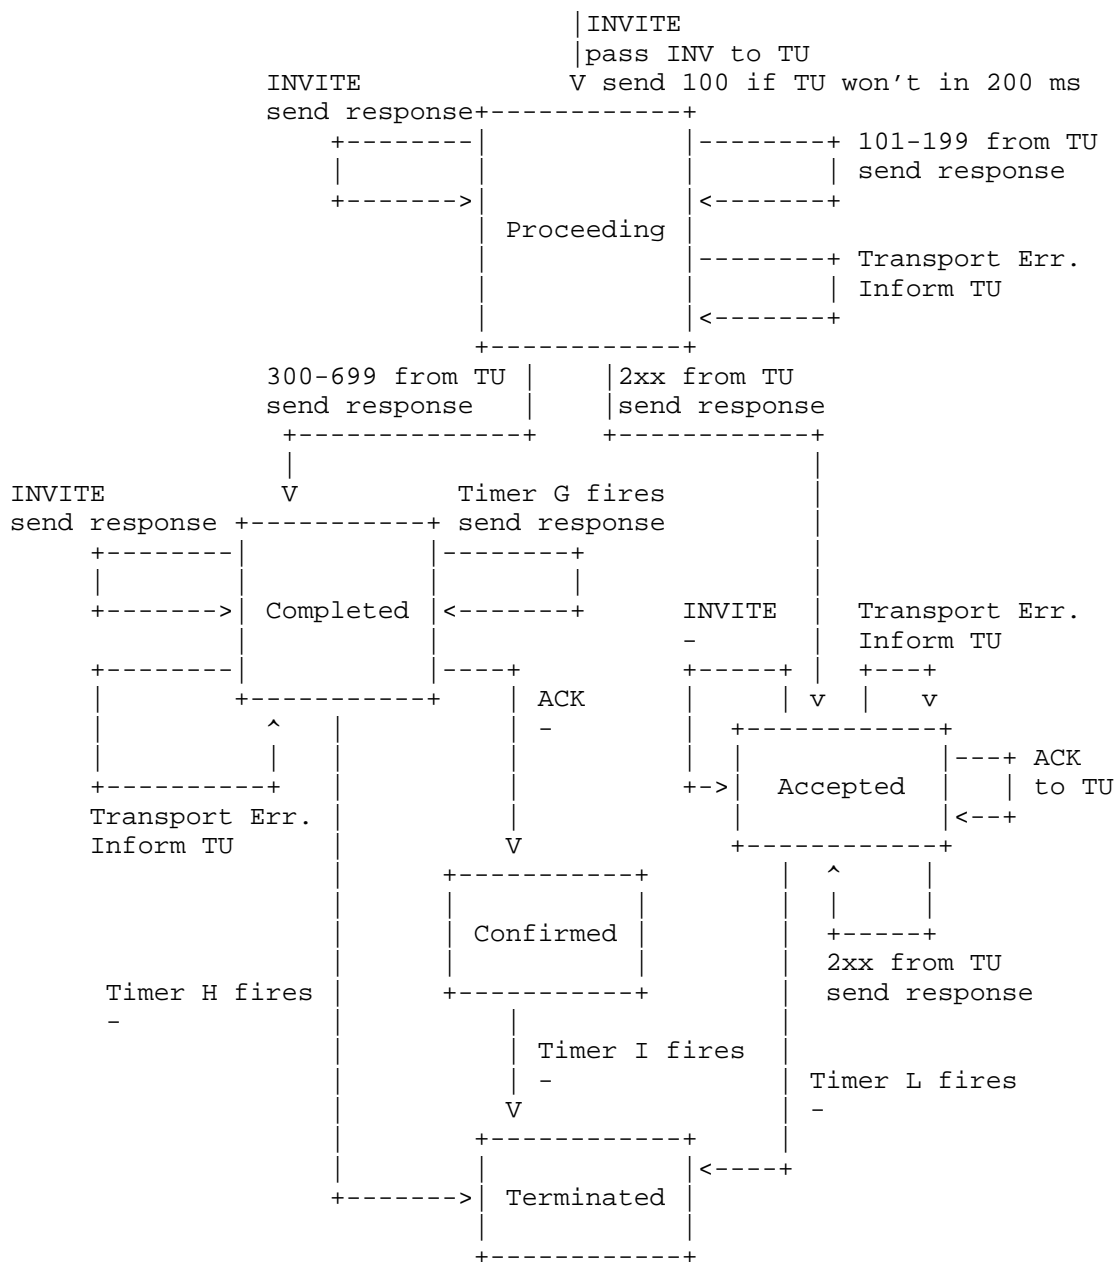 INVITE
pass INV to TU
INVITE
send 100 if TU won't in 200 ms
send response
101-199 from TU
send response
Proceeding
Transport Err.
Inform TU
300-699 from TU
2xx from TU
send response
send response
INVITE
Timer G fires
send response
send response
Completed
INVITE
-
Transport Err.
Inform TU
ACK
-
Accepted
ACK
to TU
Transport Err.
Inform TU
Confirmed
2xx from TU
send response
Timer H fires
-
Timer I fires
-
Timer L fires
-
Terminated